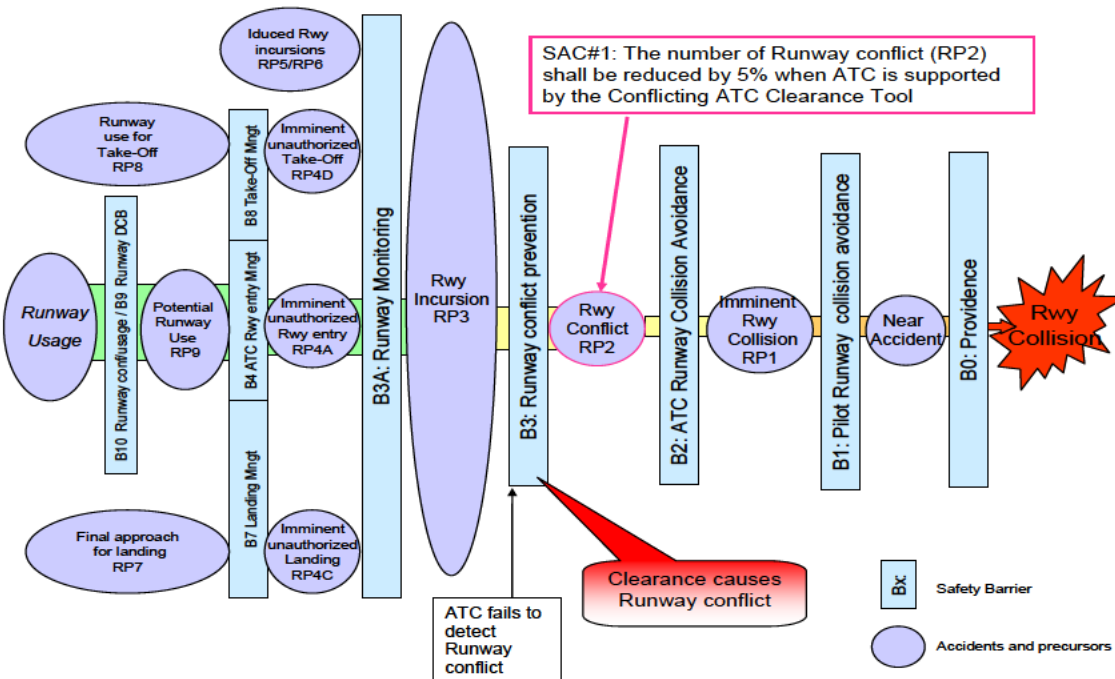 Iduced Rwy
incursions
RP5/RP6
SAC#1: The number of Runway conflict (RP2)
shall be reduced by 5% when ATC is supported
by the Conflicting ATC Clearance Tool
Runway
use for
Take-Off
RP8
B8 Take-Off Mngt
Imminent
unauthorized
Take-Off
RP4D
Runway
Usage
B10 Runway conf/usage / B9 Runway DCB
Potential
Runway
Use
RP9
B4 ATC Rwy entry Mngt
Imminent
unauthorized
Rwy entry
RP4A
B3A: Runway Monitoring
Rwy
Incursion
RP3
B3: Runway conflict prevention
Rwy
Conflict
RP2
B2: ATC Runway Collision Avoidance
Imminent
Rwy
Collision
RP1
B1: Pilot Runway collision avoidance
Near
Accident
B0: Providence
Rwy
Collision
Final approach
for landing
RP7
B7 Landing Mngt
Imminent
unauthorized
Landing
RP4C
ATC fails to
detect
Runway
conflict
Clearance causes
Runway conflict
Bx:
Safety Barrier
Accidents and precursors